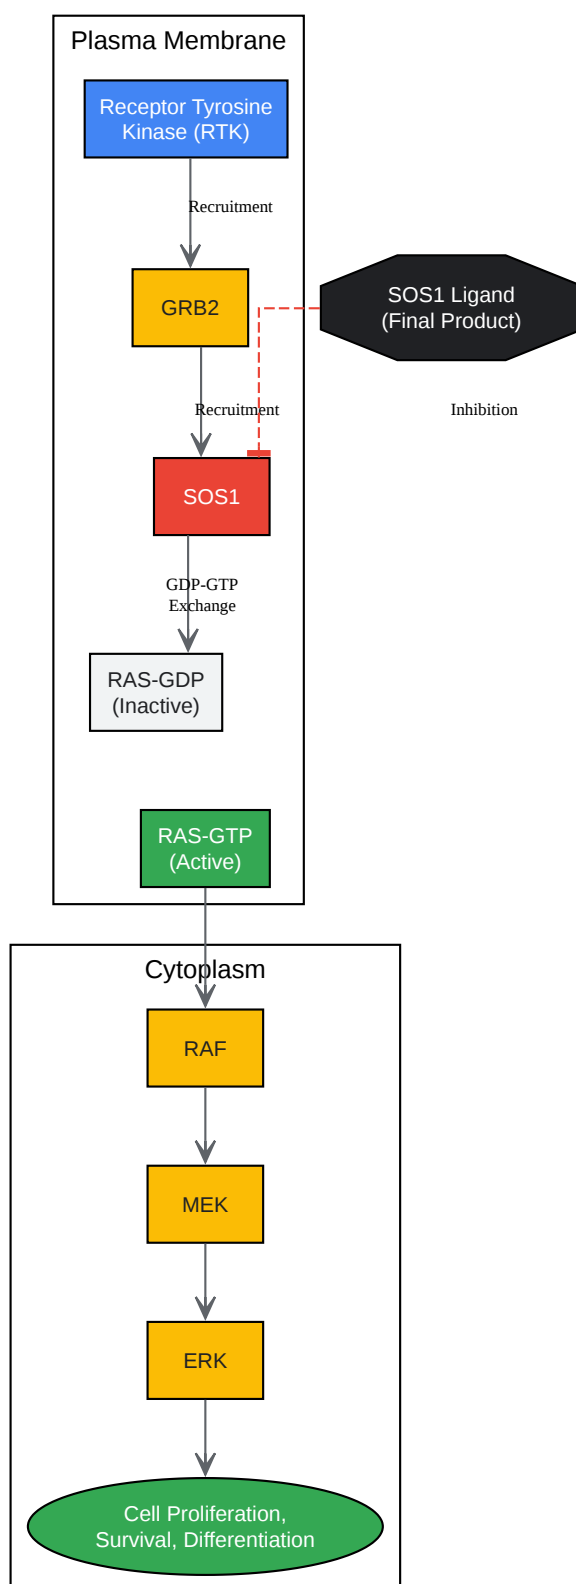 Plasma Membrane
Receptor Tyrosine
Kinase (RTK)
Recruitment
GRB2
SOS1 Ligand
(Final Product)
Recruitment
Inhibition
SOS1
GDP-GTP
Exchange
RAS-GDP
(Inactive)
RAS-GTP
(Active)
Cytoplasm
RAF
MEK
ERK
Cell Proliferation,
Survival, Differentiation